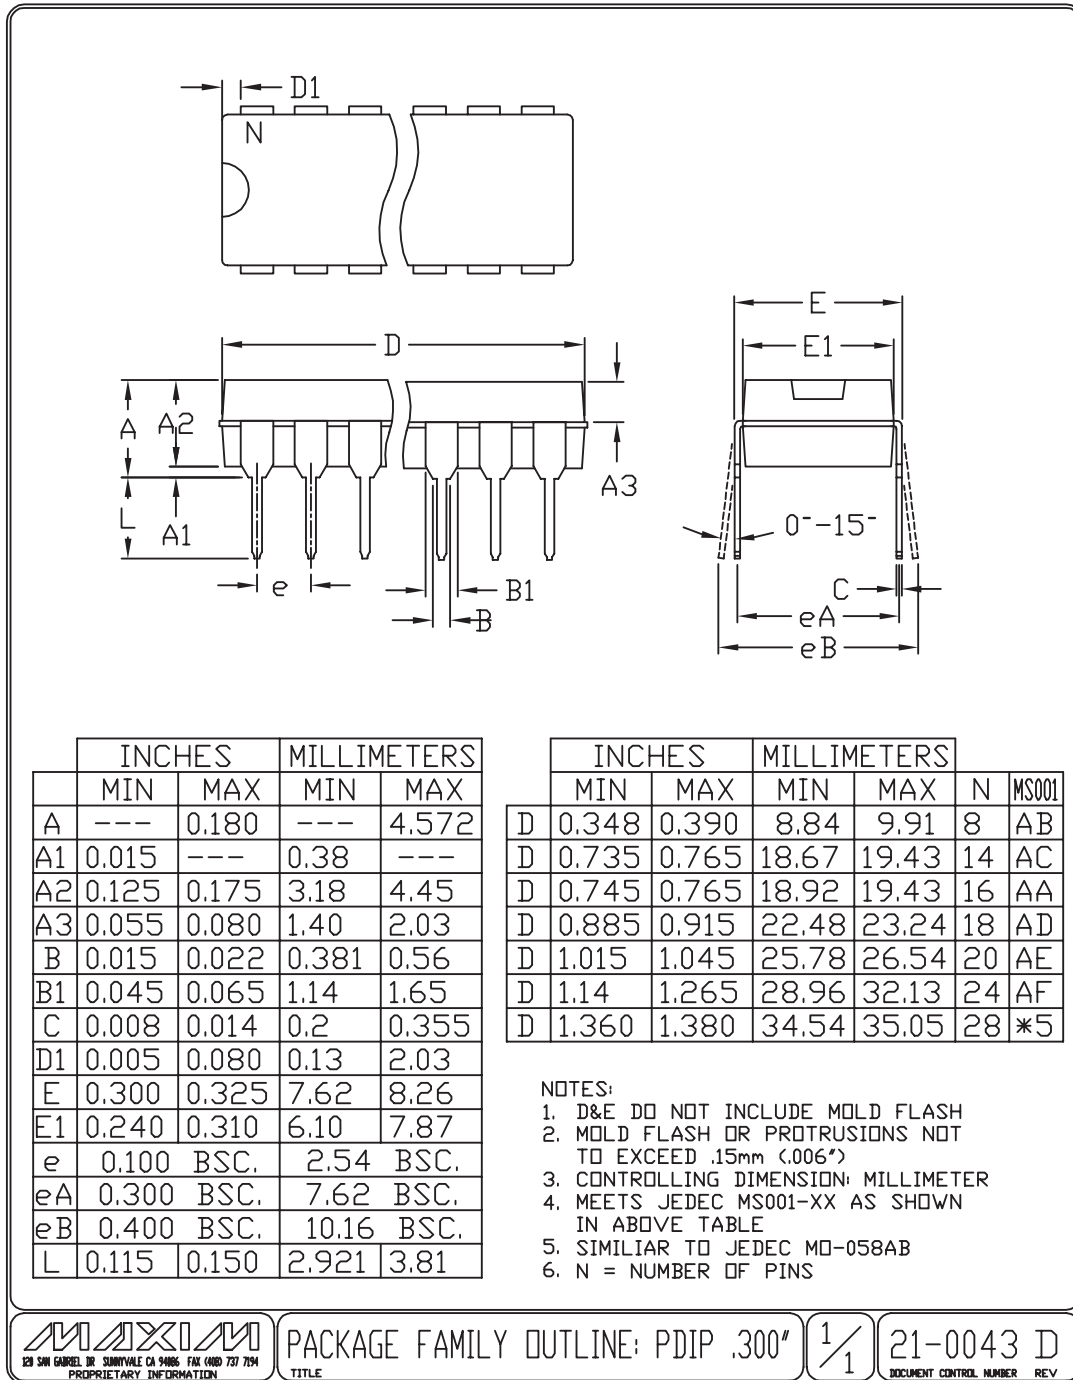 D1
N
E
D
E1
A A2
A3
L A1
0-−15-
e B1
B
C
eA
eB
INCHES MILLIMETERS
MIN MAX MIN MAX
A --- 0.180 --- 4.572
A1 0.015 --- 0.38 ---
A2 0.125 0.175 3.18 4.45
A3 0.055 0.080 1.40 2.03
B 0.015 0.022 0.381 0.56
B1 0.045 0.065 1.14 1.65
C 0.008 0.014 0.2 0.355
D1 0.005 0.080 0.13 2.03
E 0.300 0.325 7.62 8.26
E1 0.240 0.310 6.10 7.87
e 0.100 BSC. 2.54 BSC.
eA 0.300 BSC. 7.62 BSC.
eB 0.400 BSC. 10.16 BSC.
L 0.115 0.150 2.921 3.81
INCHES MILLIMETERS
MIN MAX MIN MAX N MS001
D 0.348 0.390 8.84 9.91 8 AB
D 0.735 0.765 18.67 19.43 14 AC
D 0.745 0.765 18.92 19.43 16 AA
D 0.885 0.915 22.48 23.24 18 AD
D 1.015 1.045 25.78 26.54 20 AE
D 1.14 1.265 28.96 32.13 24 AF
D 1.360 1.380 34.54 35.05 28 *5
NOTES:
1. D&E DO NOT INCLUDE MOLD FLASH
2. MOLD FLASH OR PROTRUSIONS NOT
TO EXCEED .15mm (.006")
3. CONTROLLING DIMENSION: MILLIMETER
4. MEETS JEDEC MS001-XX AS SHOWN
IN ABOVE TABLE
5. SIMILIAR TO JEDEC MO-058AB
6. N = NUMBER OF PINS
MAXIM
120 SAN GABRIEL DR SUNNYVALE CA 94086 FAX (408) 737 7194
PROPRIETARY INFORMATION
PACKAGE FAMILY OUTLINE: PDIP .300"
TITLE
1/1
21-0043 D
DOCUMENT CONTROL NUMBER REV